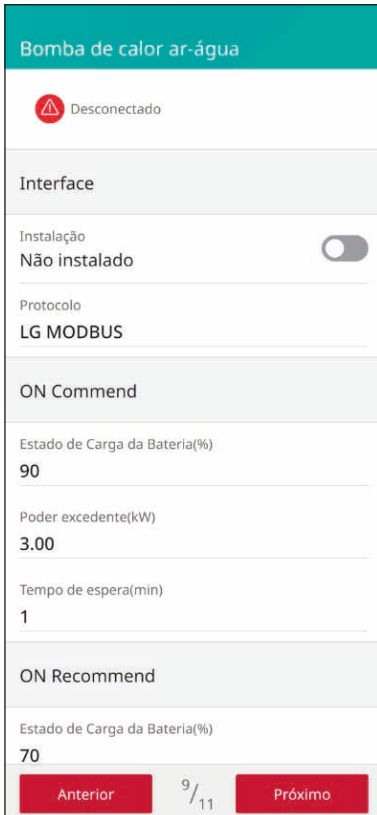 Bomba de calor ar-água
Desconectado
Interface
Instalação
Não instalado
Protocolo
LG MODBUS
ON Commend
Estado de Carga da Bateria(%)
90
Poder excedente(kW)
3.00
Tempo de espera(min)
1
ON Recommend
Estado de Carga da Bateria(%)
70
Anterior 9/11 Próximo